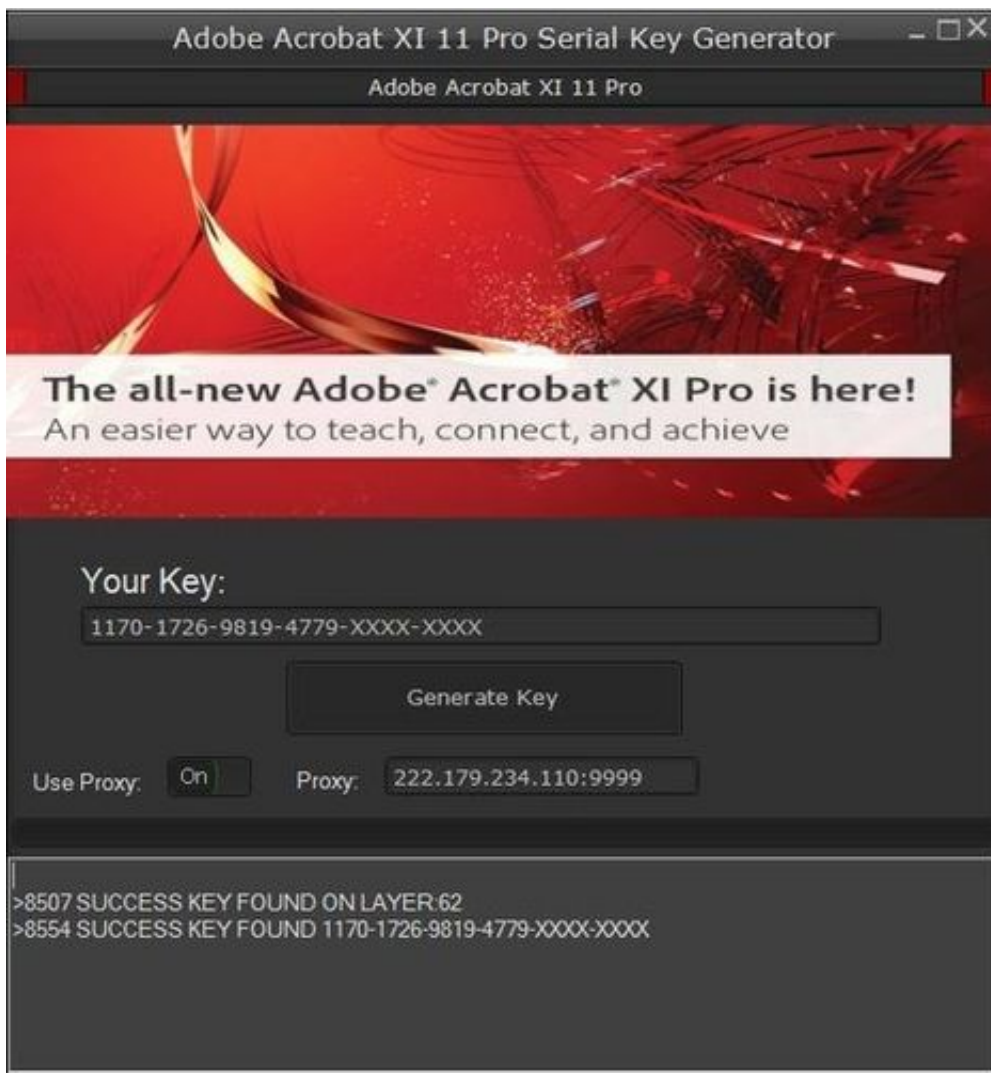 Adobe Acrobat XI 11 Pro Serial Key Generator
Adobe Acrobat XI 11 Pro
The all-new Adobe® Acrobat® XI Pro is here!
An easier way to teach, connect, and achieve
Your Key:
1170-1726-9819-4779-XXXX-XXXX
Generate Key
Use Proxy: On Proxy: 222.179.234.110:9999
>8507 SUCCESS KEY FOUND ON LAYER:62
>8554 SUCCESS KEY FOUND 1170-1726-9819-4779-XXXX-XXXX